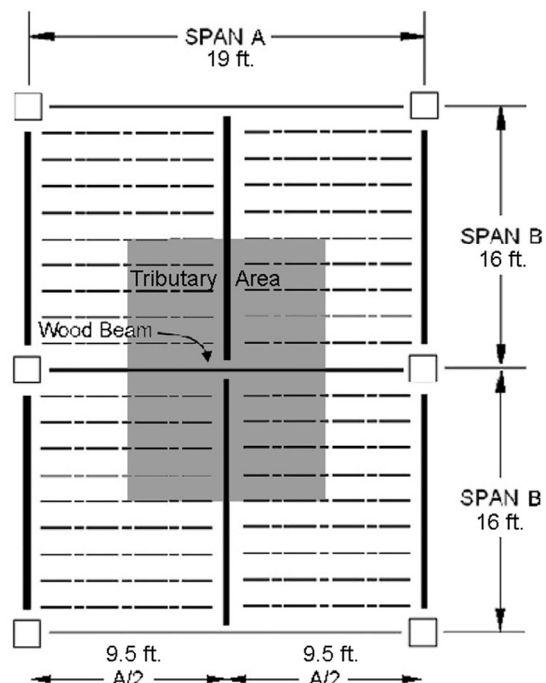 SPAN A
19 ft.
SPAN B
16 ft.
Tributary Area
Wood Beam
SPAN B
16 ft.
9.5 ft. 9.5 ft.
A/2 A/2